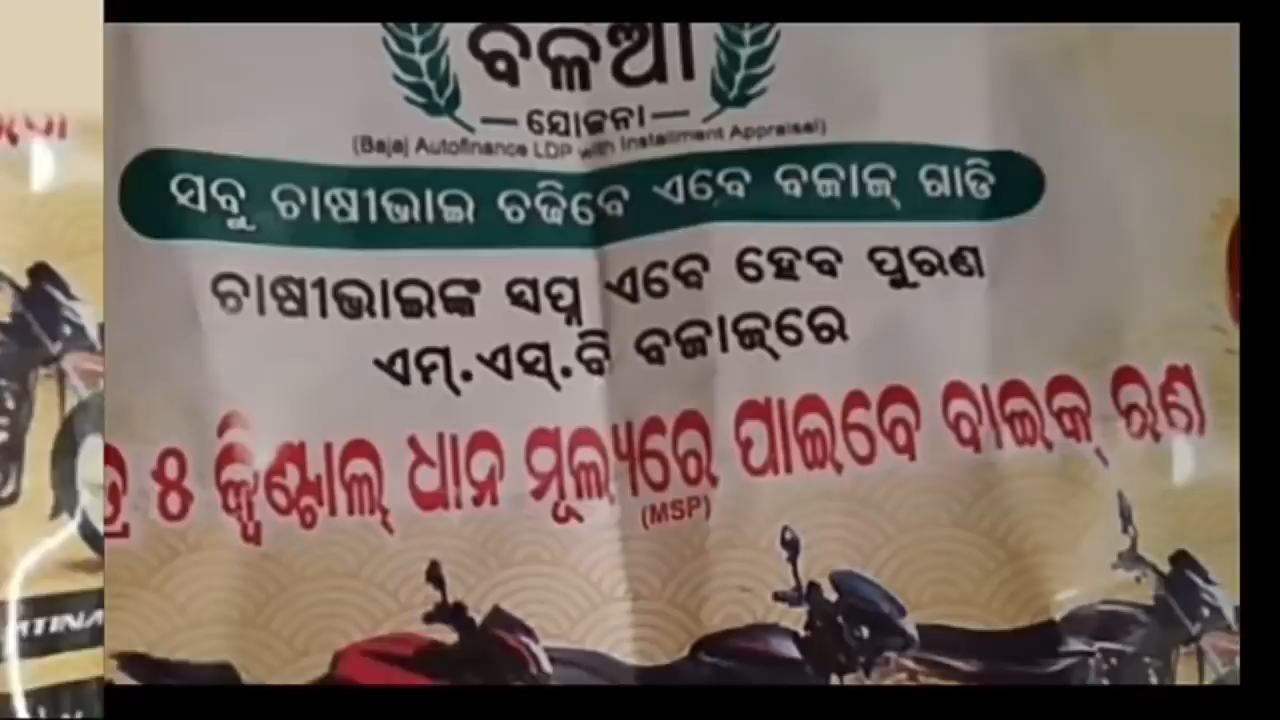 ବଳଆ
ଯୋଜନା
(Bajaj Autofinance LDP with Installment Appraisal)
ସବୁ ଚାଷୀଭାଇ ଚଢିବେ ଏବେ ବଜାଜ୍ ଗାଡି
ଚାଷୀଭାଇଙ୍କ ସପ୍ନ ଏବେ ହେବ ପୁରଣ
ଏମ୍.ଏସ୍.ବି ବଜାଜ୍‌ରେ
୫ କ୍ୱିଣ୍ଟାଲ୍ ଧାନ ମୂଲ୍ୟରେ ପାଇବେ ବାଇକ୍ ଋଣ
(MSP)